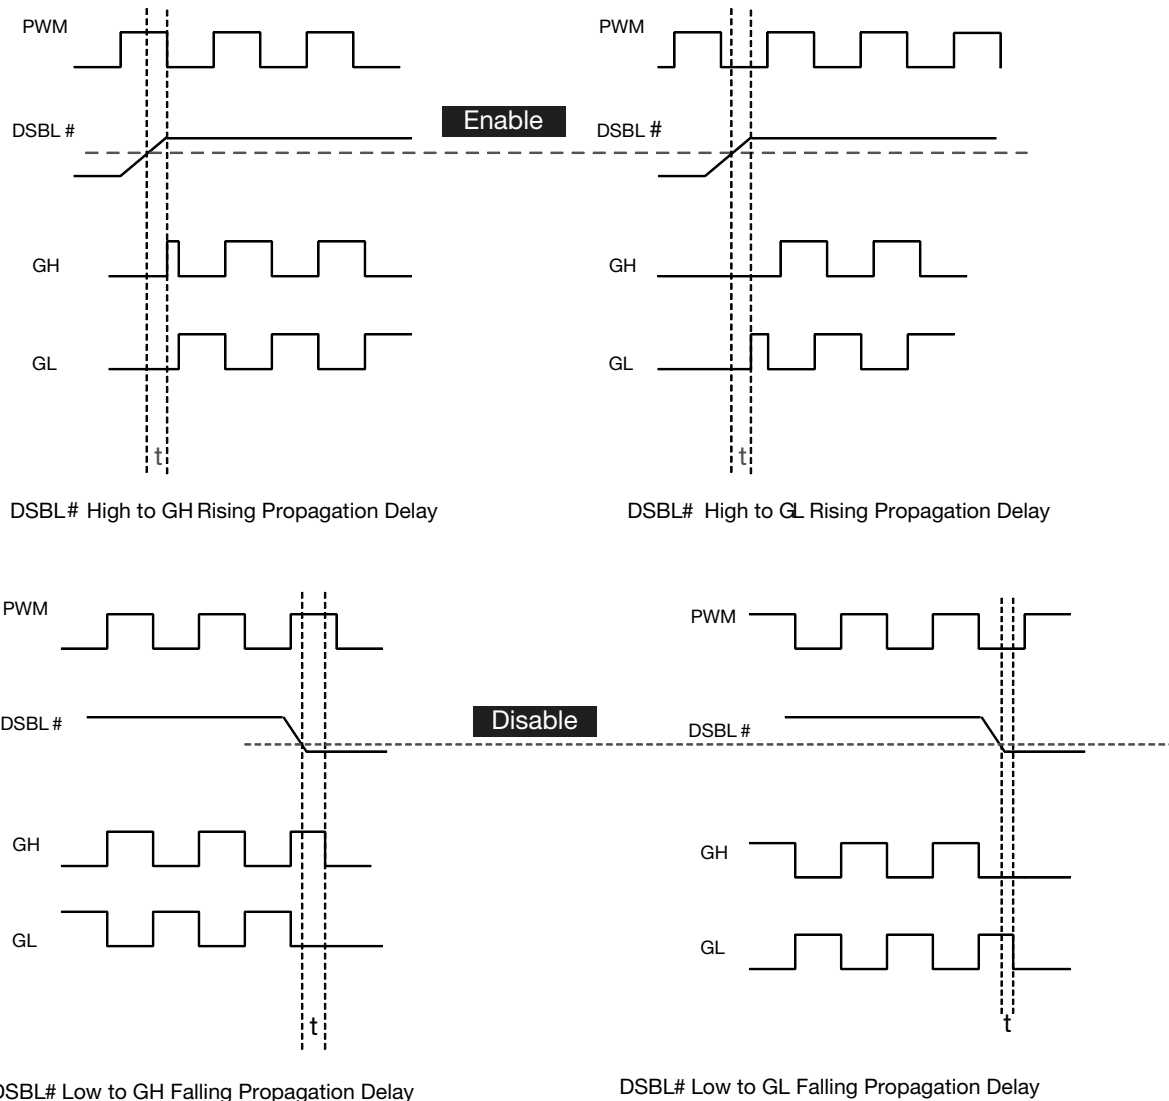 PWM
PWM
DSBL #
Enable
DSBL #
GH
GH
GL
GL
t
t
DSBL# High to GH Rising Propagation Delay
DSBL# High to GL Rising Propagation Delay
PWM
PWM
DSBL #
Disable
DSBL #
GH
GH
GL
GL
t
t
DSBL# Low to GH Falling Propagation Delay
DSBL# Low to GL Falling Propagation Delay